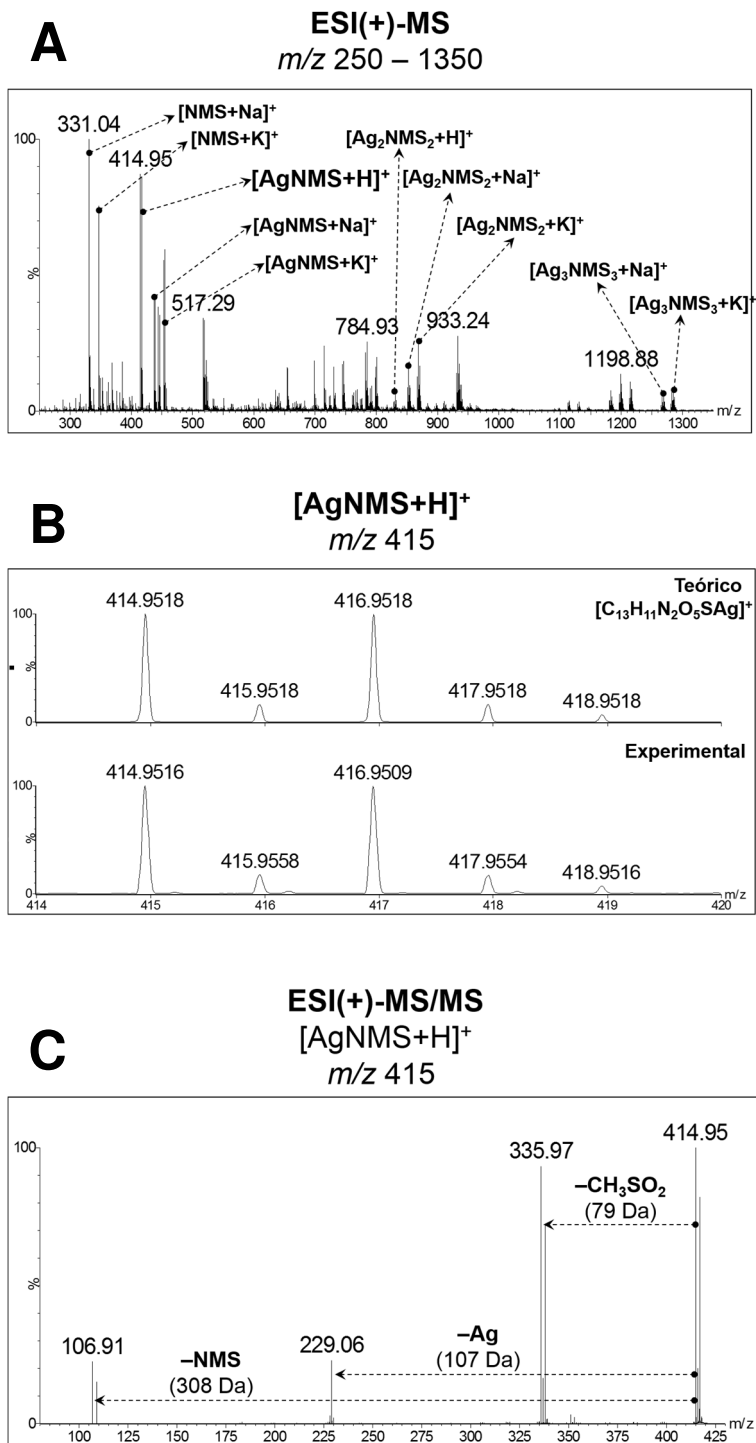 A
ESI(+)-MS
m/z 250 – 1350
331.04
[NMS+Na]⁺
[NMS+K]⁺
414.95
[AgNMS+H]⁺
[AgNMS+Na]⁺
[AgNMS+K]⁺
517.29
[Ag₂NMS₂+H]⁺
[Ag₂NMS₂+Na]⁺
[Ag₂NMS₂+K]⁺
784.93
933.24
[Ag₃NMS₃+Na]⁺
[Ag₃NMS₃+K]⁺
1198.88
100
%
0
300 400 500 600 700 800 900 1000 1100 1200 1300 m/z
B
[AgNMS+H]⁺
m/z 415
Teórico
[C₁₃H₁₁N₂O₅SAg]⁺
414.9518 416.9518
415.9518 417.9518 418.9518
100
%
0
Experimental
414.9516 416.9509
415.9558 417.9554 418.9516
100
%
0
414 415 416 417 418 419 420 m/z
C
ESI(+)-MS/MS
[AgNMS+H]⁺
m/z 415
414.95
335.97
–CH₃SO₂
(79 Da)
100
%
0
106.91
–NMS
(308 Da)
229.06
–Ag
(107 Da)
100 125 150 175 200 225 250 275 300 325 350 375 400 425 m/z